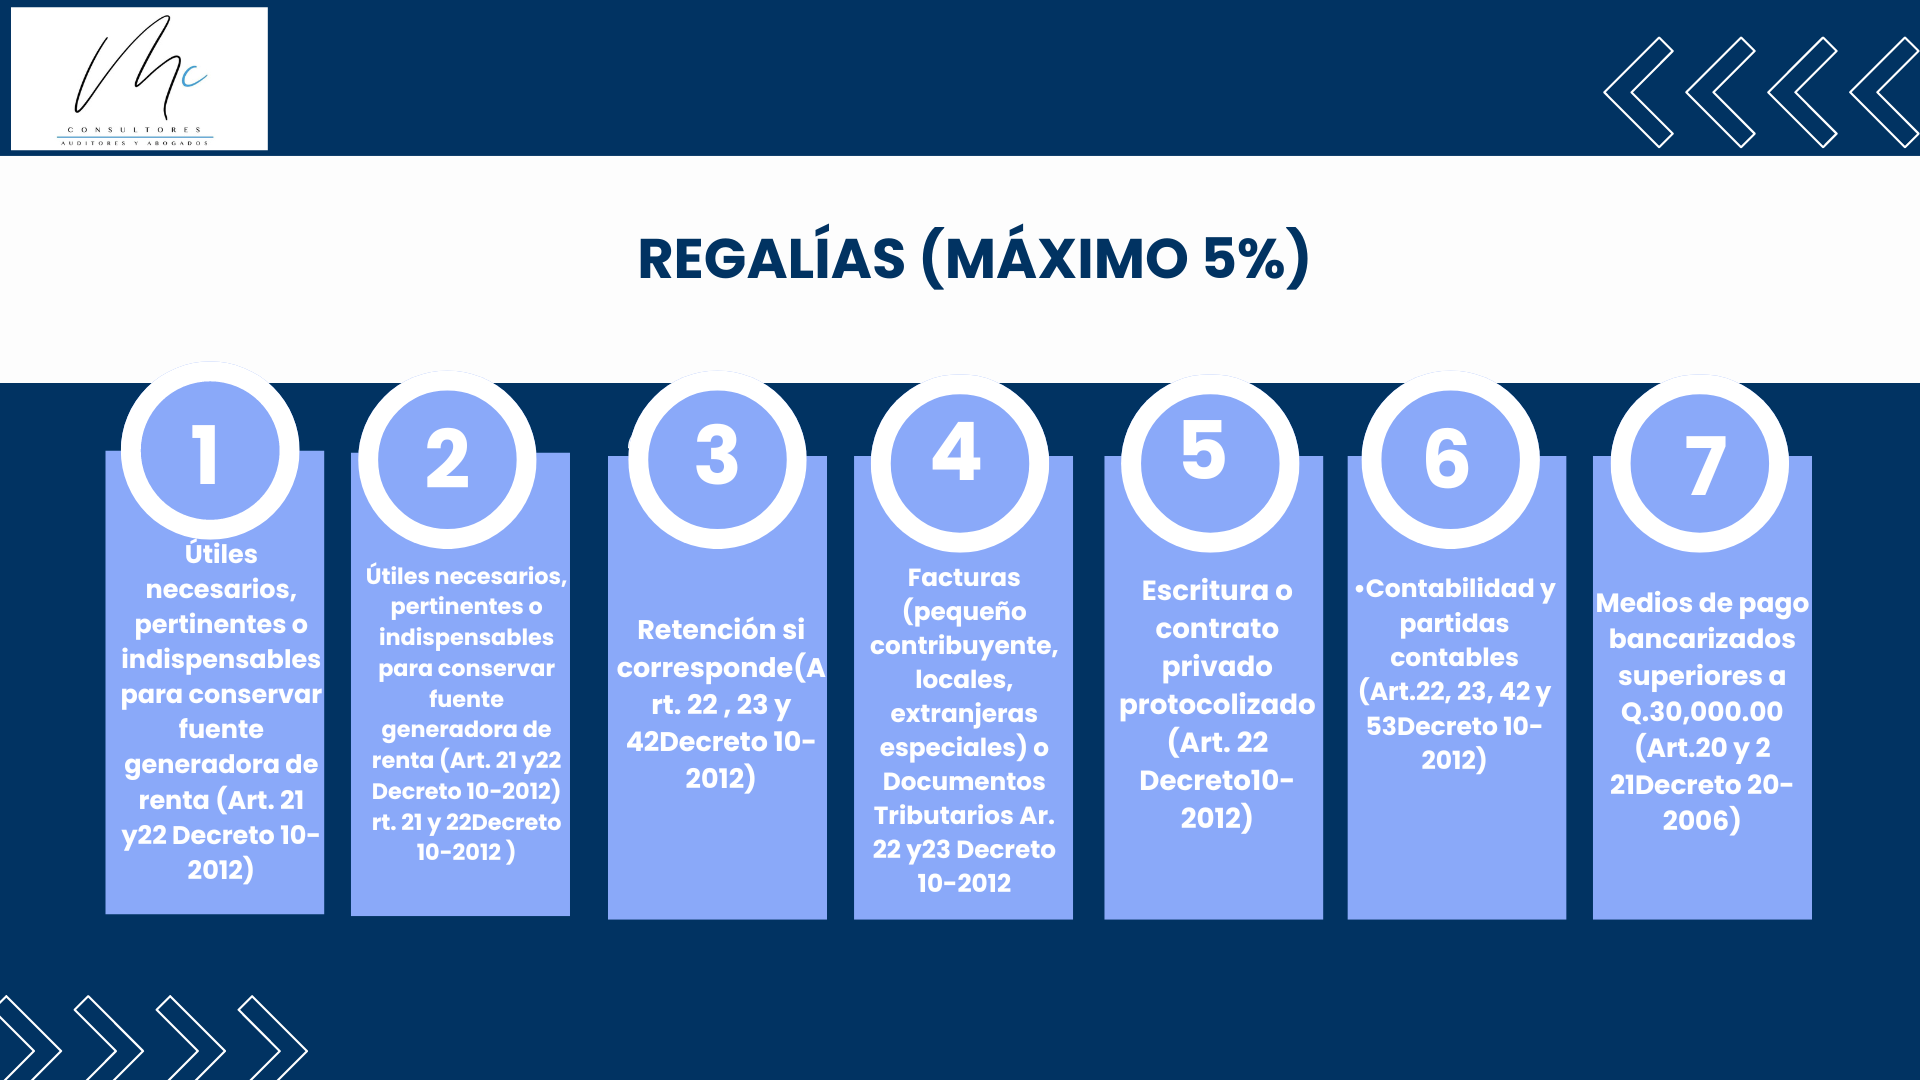 Mc
CONSULTORES
AUDITORES Y ABOGADOS
REGALÍAS (MÁXIMO 5%)
1
Útiles
necesarios,
pertinentes o
indispensables
para conservar
fuente
generadora de
renta (Art. 21
y22 Decreto 10-
2012)
2
Útiles necesarios,
pertinentes o
indispensables
para conservar
fuente
generadora de
renta (Art. 21 y22
Decreto 10-2012)
rt. 21 y 22Decreto
10-2012 )
3
Retención si
corresponde(A
rt. 22 , 23 y
42Decreto 10-
2012)
4
Facturas
(pequeño
contribuyente,
locales,
extranjeras
especiales) o
Documentos
Tributarios Ar.
22 y23 Decreto
10-2012
5
Escritura o
contrato
privado
protocolizado
(Art. 22
Decreto10-
2012)
6
•Contabilidad y
partidas
contables
(Art.22, 23, 42 y
53Decreto 10-
2012)
7
Medios de pago
bancarizados
superiores a
Q.30,000.00
(Art.20 y 2
21Decreto 20-
2006)